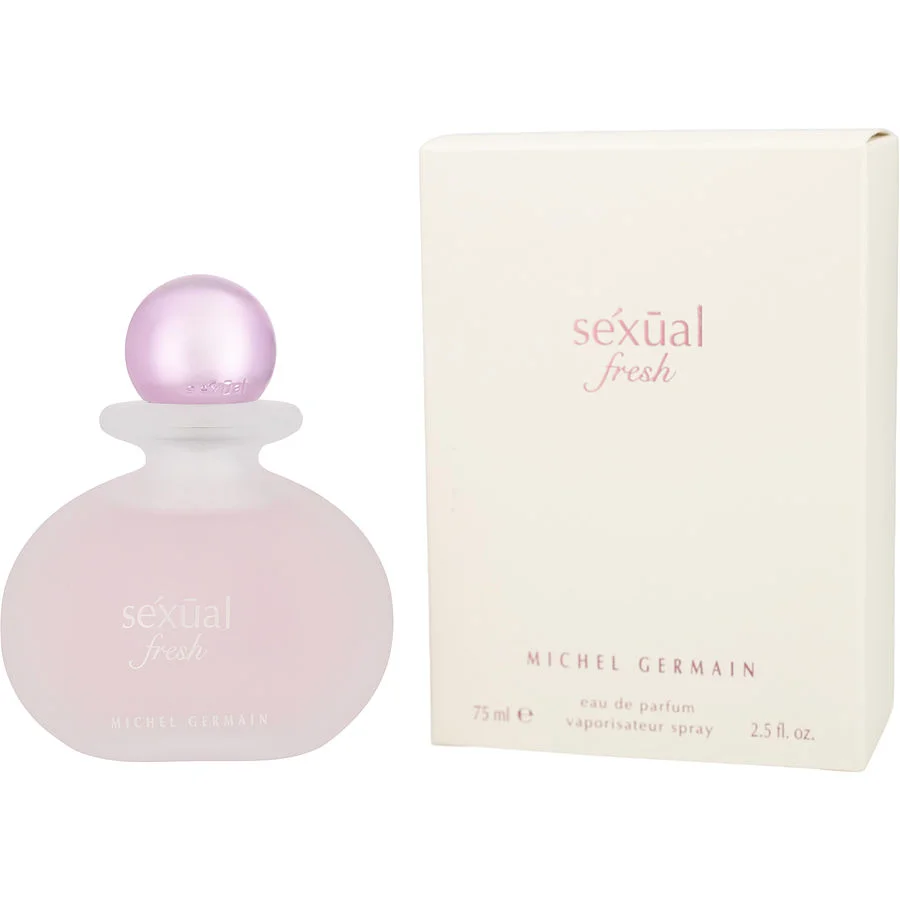 séxūal
séxūal
fresh
MICHEL GERMAIN
séxūal
fresh
MICHEL GERMAIN
75 ml ℮
eau de parfum
vaporisateur spray
2.5 fl. oz.